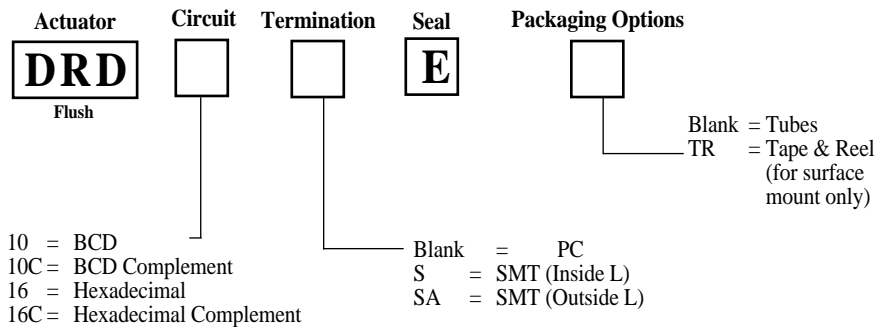 Actuator Circuit Termination Seal Packaging Options
DRD E
Flush
Blank = Tubes
TR = Tape & Reel
(for surface
mount only)
10 = BCD
10C = BCD Complement
16 = Hexadecimal
16C = Hexadecimal Complement
Blank = PC
S = SMT (Inside L)
SA = SMT (Outside L)